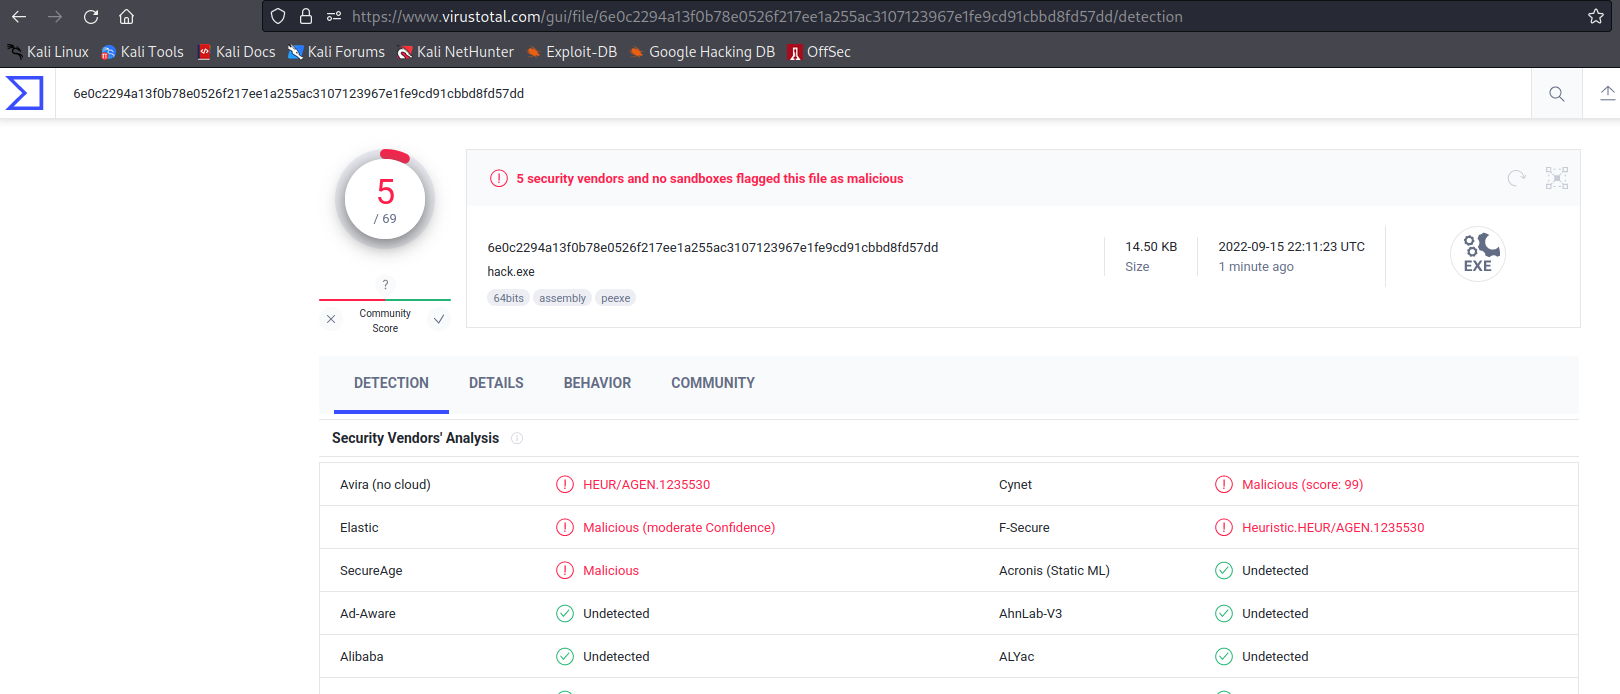 https://www.virustotal.com/gui/file/6e0c2294a13f0b78e0526f217ee1a255ac3107123967e1fe9cd91cbbd8fd57dd/detection
Kali Linux Kali Tools Kali Docs Kali Forums Kali NetHunter Exploit-DB Google Hacking DB OffSec
6e0c2294a13f0b78e0526f217ee1a255ac3107123967e1fe9cd91cbbd8fd57dd
5
/ 69
?
Community
Score
5 security vendors and no sandboxes flagged this file as malicious
6e0c2294a13f0b78e0526f217ee1a255ac3107123967e1fe9cd91cbbd8fd57dd
hack.exe
64bits assembly peexe
14.50 KB
Size
2022-09-15 22:11:23 UTC
1 minute ago
EXE
DETECTION DETAILS BEHAVIOR COMMUNITY
Security Vendors' Analysis
Avira (no cloud) HEUR/AGEN.1235530 Cynet Malicious (score: 99)
Elastic Malicious (moderate Confidence) F-Secure Heuristic.HEUR/AGEN.1235530
SecureAge Malicious Acronis (Static ML) Undetected
Ad-Aware Undetected AhnLab-V3 Undetected
Alibaba Undetected ALYac Undetected